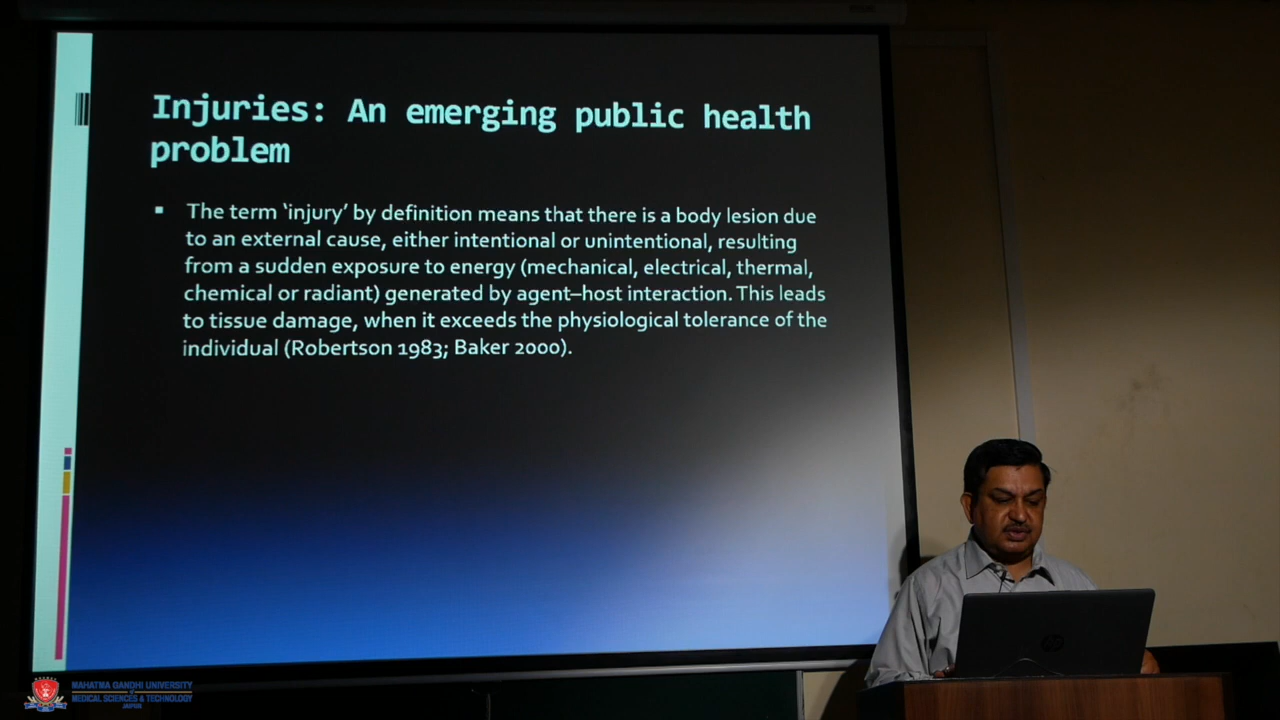 Injuries: An emerging public health
problem
▪ The term ‘injury’ by definition means that there is a body lesion due
to an external cause, either intentional or unintentional, resulting
from a sudden exposure to energy (mechanical, electrical, thermal,
chemical or radiant) generated by agent–host interaction. This leads
to tissue damage, when it exceeds the physiological tolerance of the
individual (Robertson 1983; Baker 2000).
hp
MAHATMA GANDHI UNIVERSITY
of
MEDICAL SCIENCES & TECHNOLOGY
JAIPUR